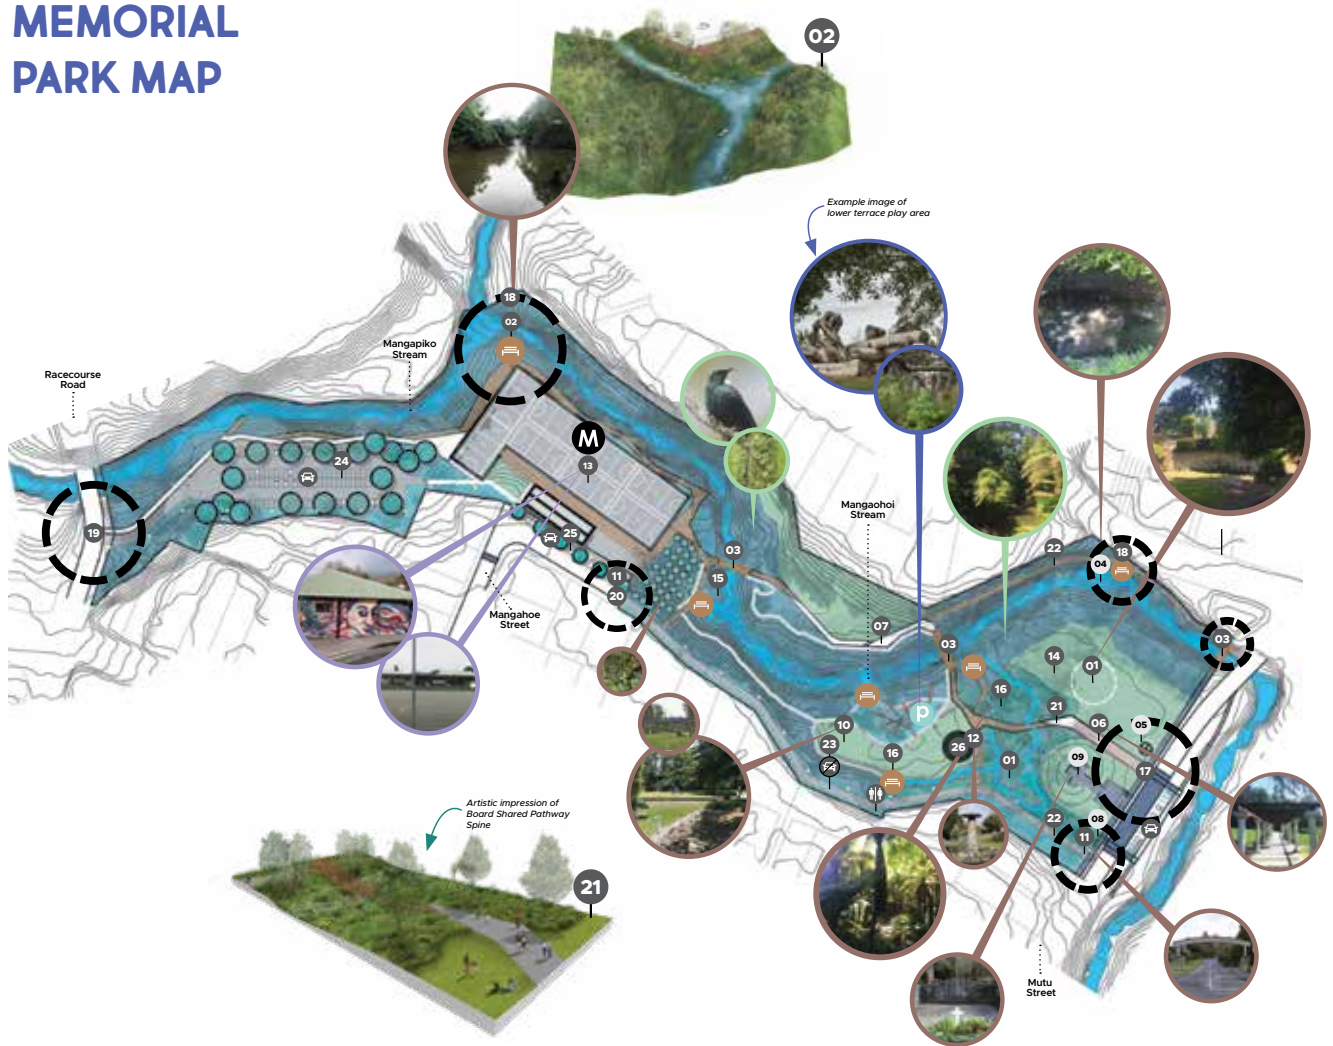 MEMORIAL
PARK MAP
02
Example image of
lower terrace play area
18
02
Mangapiko
Stream
Racecourse
Road
M
13
24
19
25
11
20
Mangahoe
Street
03
15
Mangaohoi
Stream
07
22
18
04
03
03
14
01
16
21
06
05
10
23
16
p
12
26
01
09
17
22
08
11
Artistic impression of
Board Shared Pathway
Spine
21
Mutu
Street